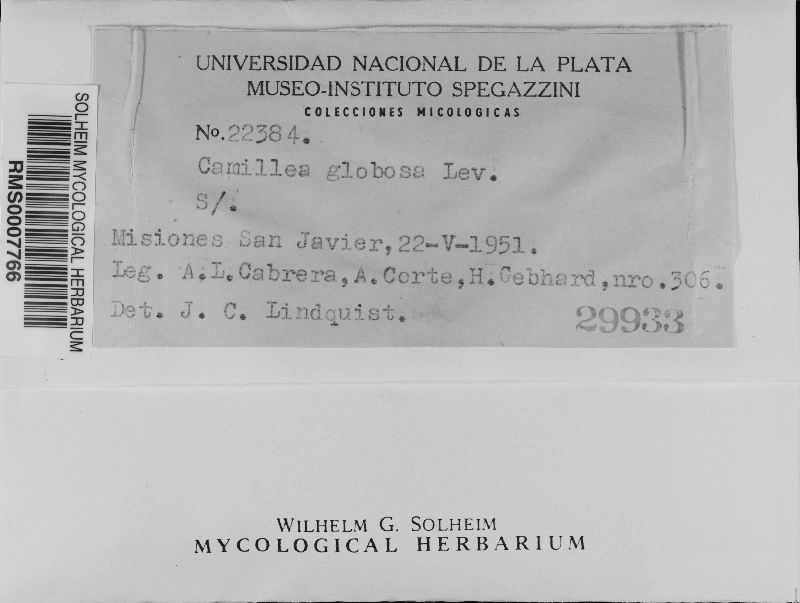 UNIVERSIDAD NACIONAL DE LA PLATA
MUSEO-INSTITUTO SPEGAZZINI
COLECCIONES MICOLOGICAS
No.22384.
Camillea globosa Lev.
S/.
Misiones San Javier,22-V-1951.
Leg. A.L.Cabrera,A.Corte,H.Gebhard,nro.306.
Det. J. C. Lindquist.
29933
SOLHEIM MYCOLOGICAL HERBARIUM
RMS0007766
WILHELM G. SOLHEIM
MYCOLOGICAL HERBARIUM